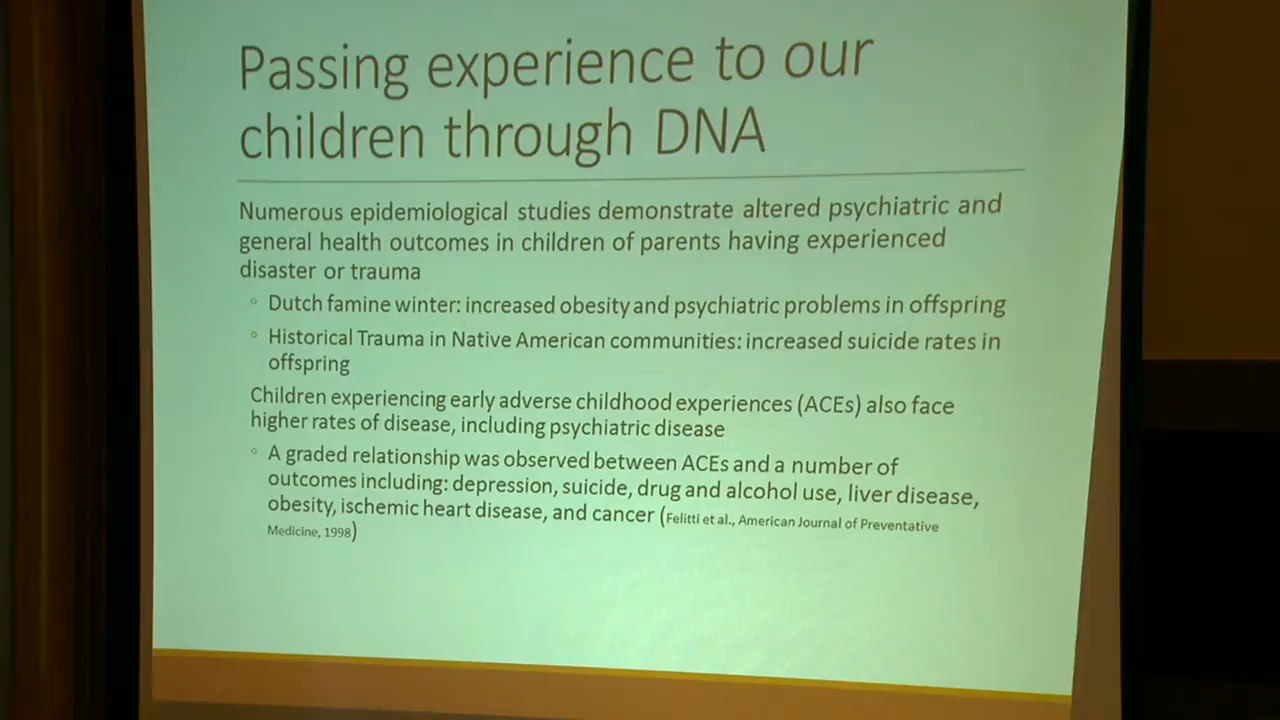 Passing experience to our
children through DNA
Numerous epidemiological studies demonstrate altered psychiatric and
general health outcomes in children of parents having experienced
disaster or trauma
◦ Dutch famine winter: increased obesity and psychiatric problems in offspring
◦ Historical Trauma in Native American communities: increased suicide rates in
offspring
Children experiencing early adverse childhood experiences (ACEs) also face
higher rates of disease, including psychiatric disease
◦ A graded relationship was observed between ACEs and a number of
outcomes including: depression, suicide, drug and alcohol use, liver disease,
obesity, ischemic heart disease, and cancer (Felitti et al., American Journal of Preventative
Medicine, 1998)